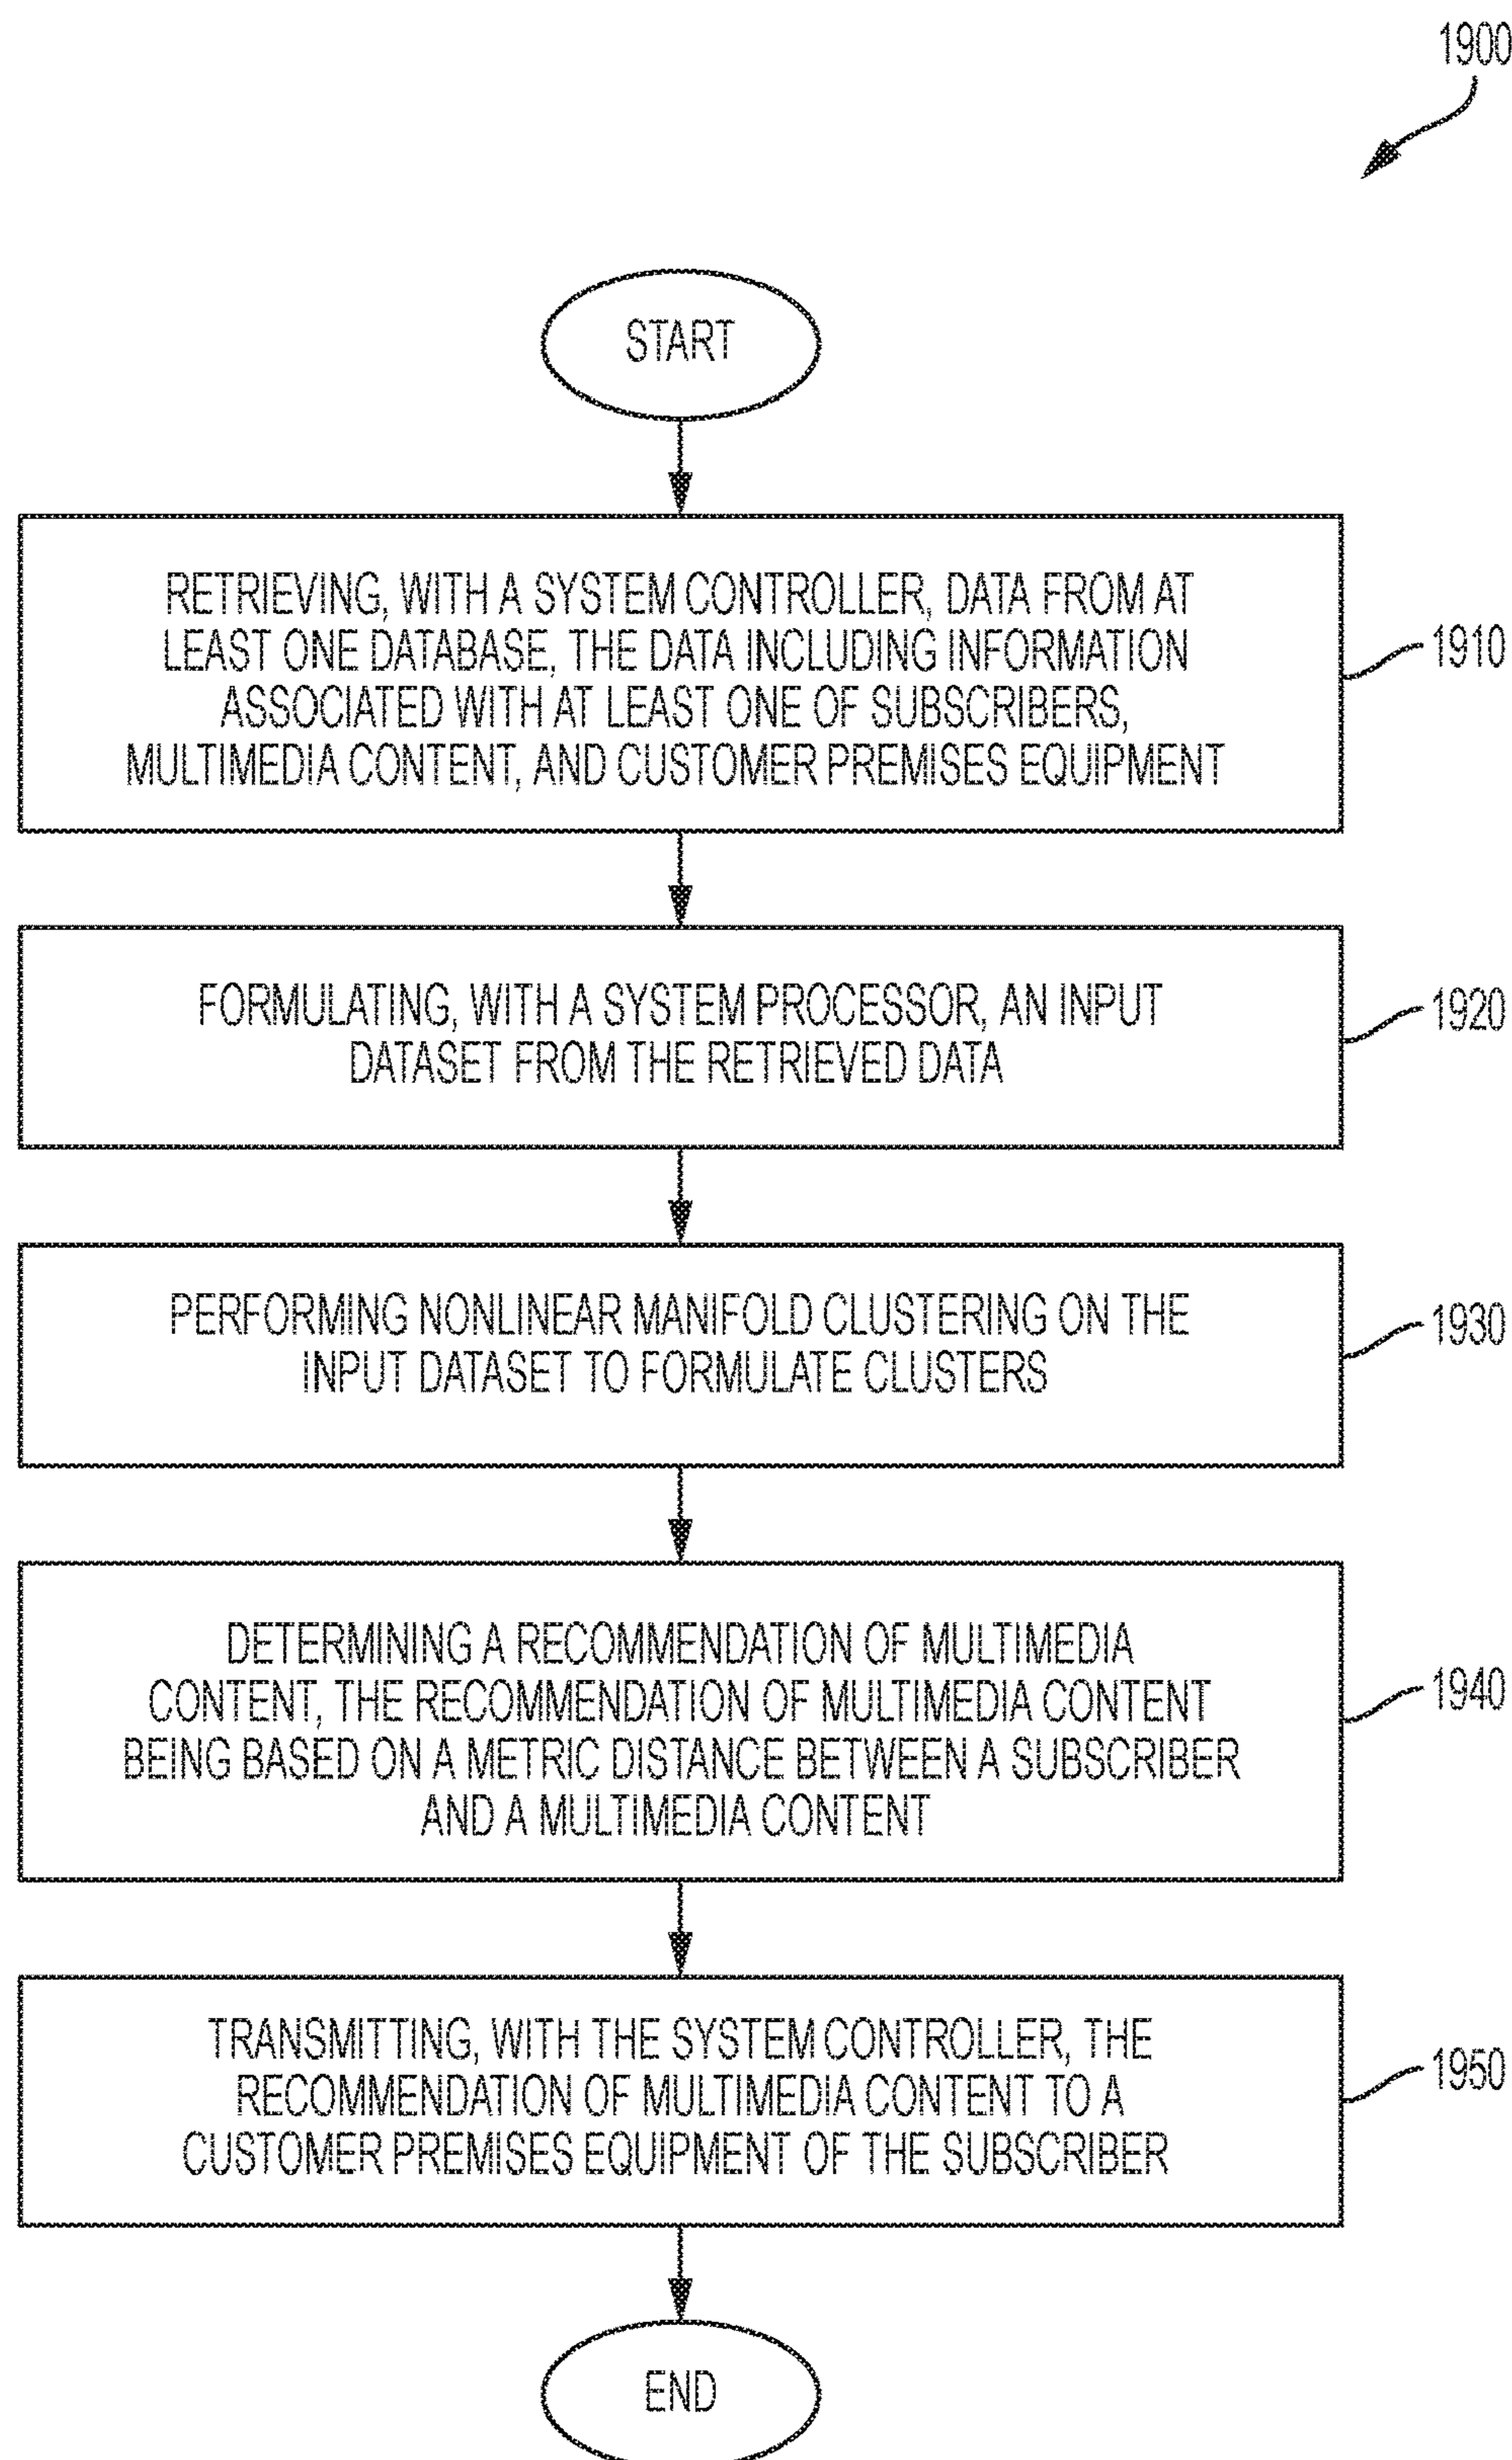 1900
START
RETRIEVING, WITH A SYSTEM CONTROLLER, DATA FROM AT
LEAST ONE DATABASE, THE DATA INCLUDING INFORMATION
ASSOCIATED WITH AT LEAST ONE OF SUBSCRIBERS,
MULTIMEDIA CONTENT, AND CUSTOMER PREMISES EQUIPMENT
1910
FORMULATING, WITH A SYSTEM PROCESSOR, AN INPUT
DATASET FROM THE RETRIEVED DATA
1920
PERFORMING NONLINEAR MANIFOLD CLUSTERING ON THE
INPUT DATASET TO FORMULATE CLUSTERS
1930
DETERMINING A RECOMMENDATION OF MULTIMEDIA
CONTENT, THE RECOMMENDATION OF MULTIMEDIA CONTENT
BEING BASED ON A METRIC DISTANCE BETWEEN A SUBSCRIBER
AND A MULTIMEDIA CONTENT
1940
TRANSMITTING, WITH THE SYSTEM CONTROLLER, THE
RECOMMENDATION OF MULTIMEDIA CONTENT TO A
CUSTOMER PREMISES EQUIPMENT OF THE SUBSCRIBER
1950
END